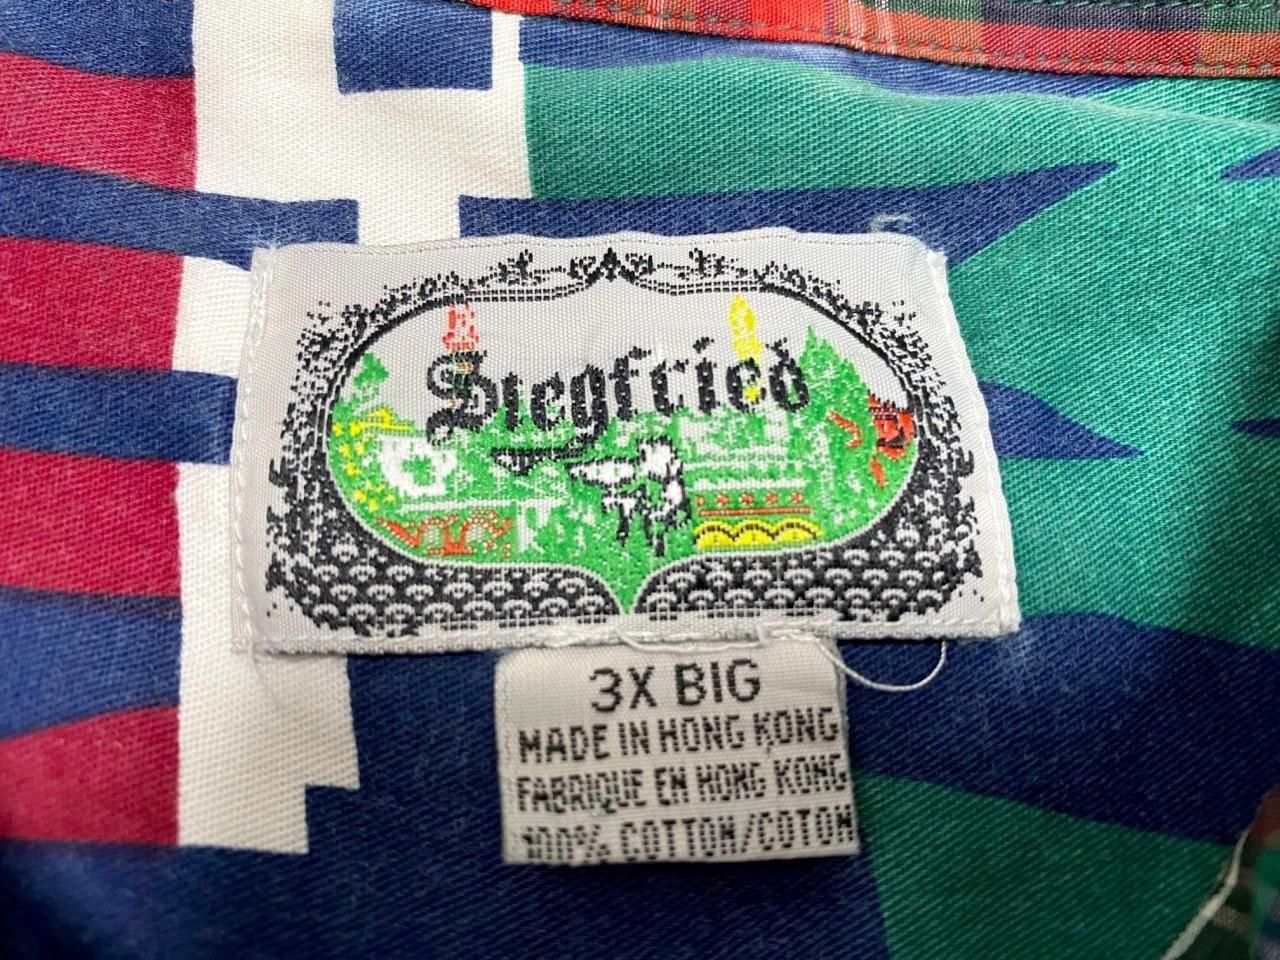 Siegfried
3X BIG
MADE IN HONG KONG
FABRIQUE EN HONG KONG
100% COTTON/COTON